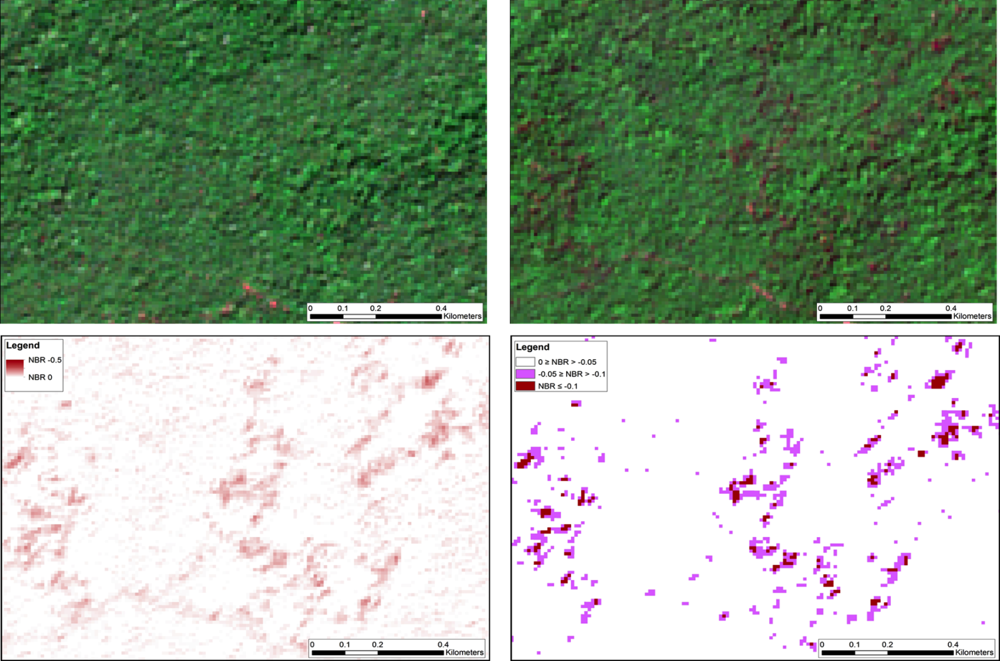 0 0.1 0.2 0.4
Kilometers
0 0.1 0.2 0.4
Kilometers
Legend
NBR -0.5
NBR 0
0 0.1 0.2 0.4
Kilometers
Legend
0 ≥ NBR > -0.05
-0.05 ≥ NBR > -0.1
NBR ≤ -0.1
0 0.1 0.2 0.4
Kilometers